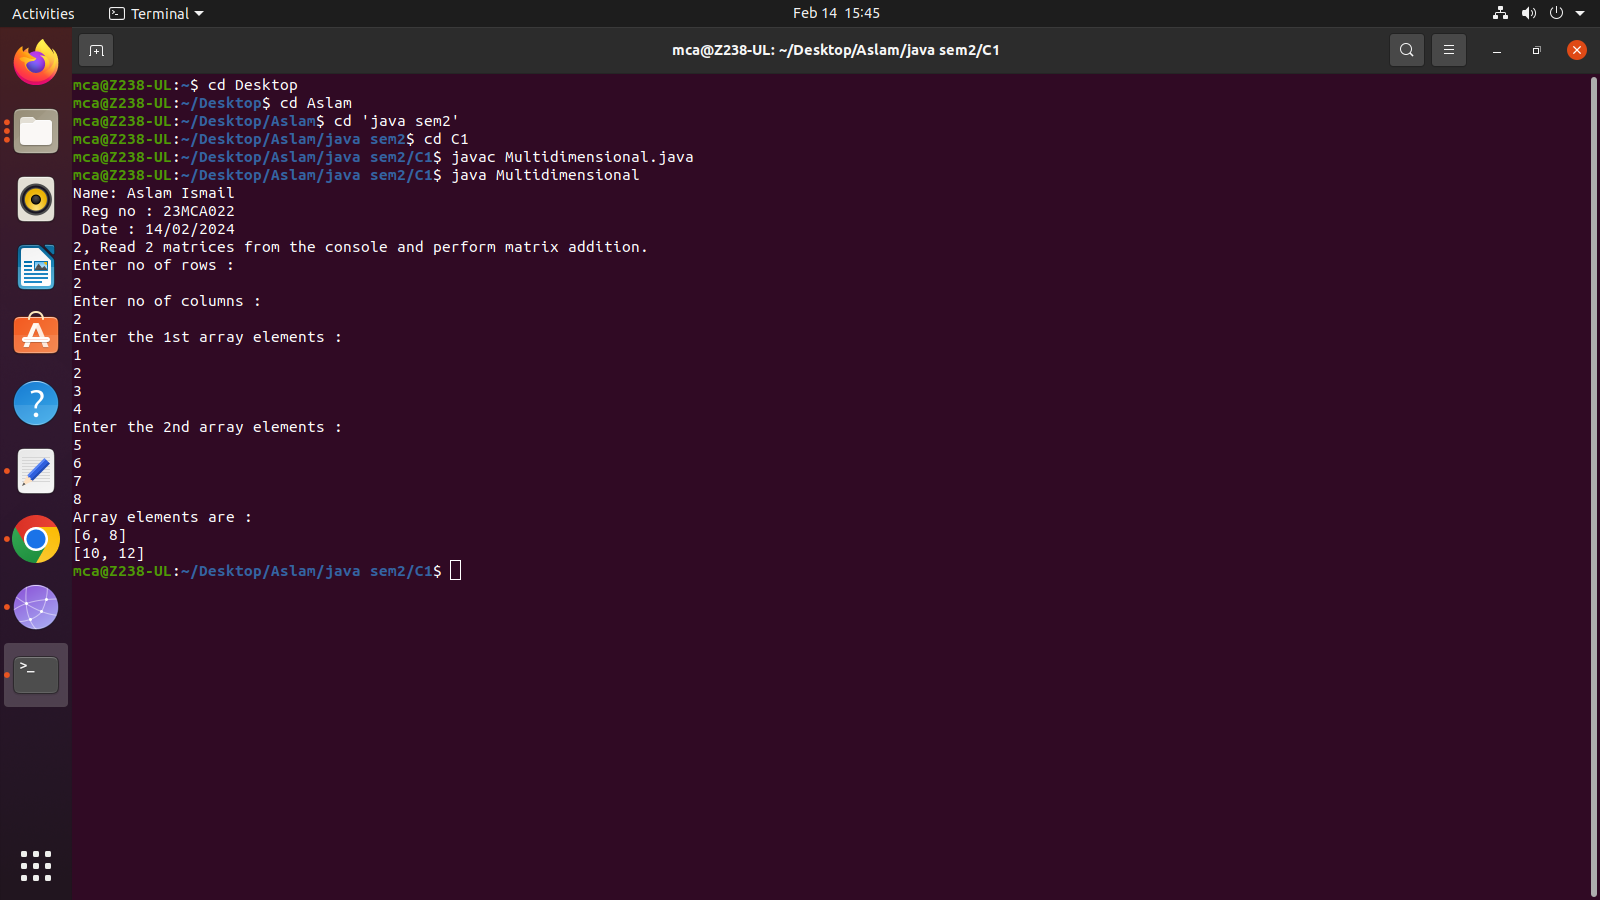 Activities
Terminal
Feb 14 15:45
mca@Z238-UL: ~/Desktop/Aslam/java sem2/C1
mca@Z238-UL:~$ cd Desktop
mca@Z238-UL:~/Desktop$ cd Aslam
mca@Z238-UL:~/Desktop/Aslam$ cd 'java sem2'
mca@Z238-UL:~/Desktop/Aslam/java sem2$ cd C1
mca@Z238-UL:~/Desktop/Aslam/java sem2/C1$ javac Multidimensional.java
mca@Z238-UL:~/Desktop/Aslam/java sem2/C1$ java Multidimensional
Name: Aslam Ismail
Reg no : 23MCA022
Date : 14/02/2024
2, Read 2 matrices from the console and perform matrix addition.
Enter no of rows :
2
Enter no of columns :
2
Enter the 1st array elements :
1
2
3
4
Enter the 2nd array elements :
5
6
7
8
Array elements are :
[6, 8]
[10, 12]
mca@Z238-UL:~/Desktop/Aslam/java sem2/C1$